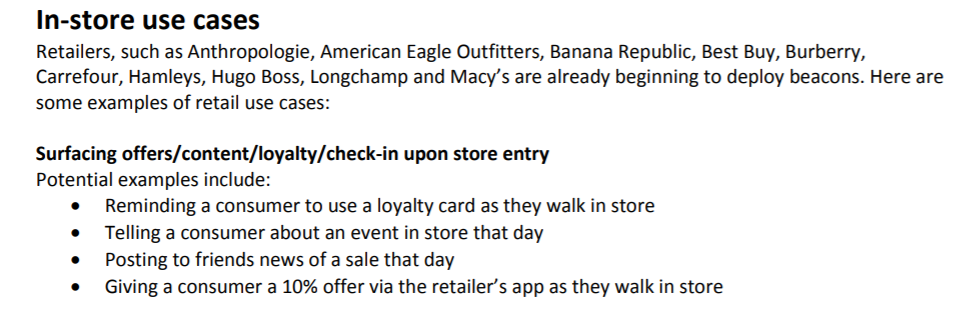 In-store use cases
Retailers, such as Anthropologie, American Eagle Outfitters, Banana Republic, Best Buy, Burberry,
Carrefour, Hamleys, Hugo Boss, Longchamp and Macy’s are already beginning to deploy beacons. Here are
some examples of retail use cases:
Surfacing offers/content/loyalty/check-in upon store entry
Potential examples include:
• Reminding a consumer to use a loyalty card as they walk in store
• Telling a consumer about an event in store that day
• Posting to friends news of a sale that day
• Giving a consumer a 10% offer via the retailer’s app as they walk in store